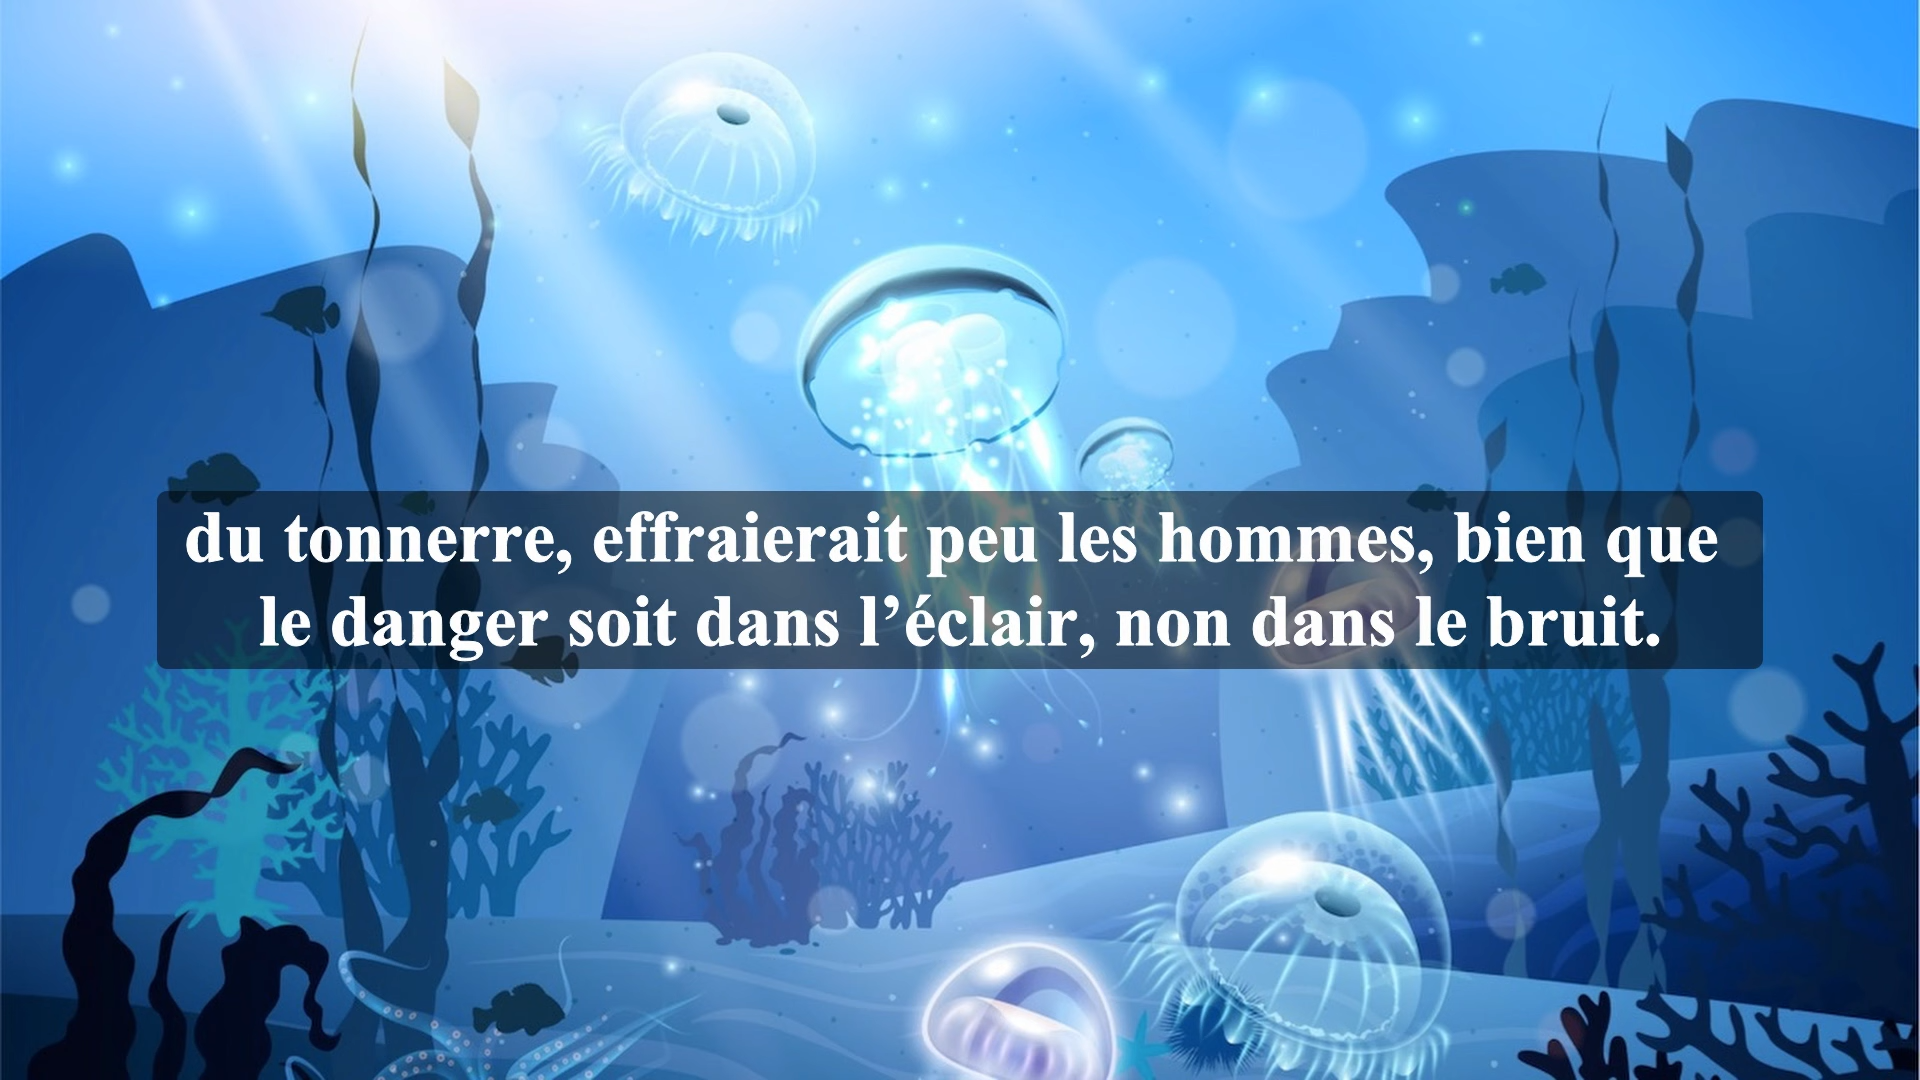 du tonnerre, effraierait peu les hommes, bien que
le danger soit dans l’éclair, non dans le bruit.